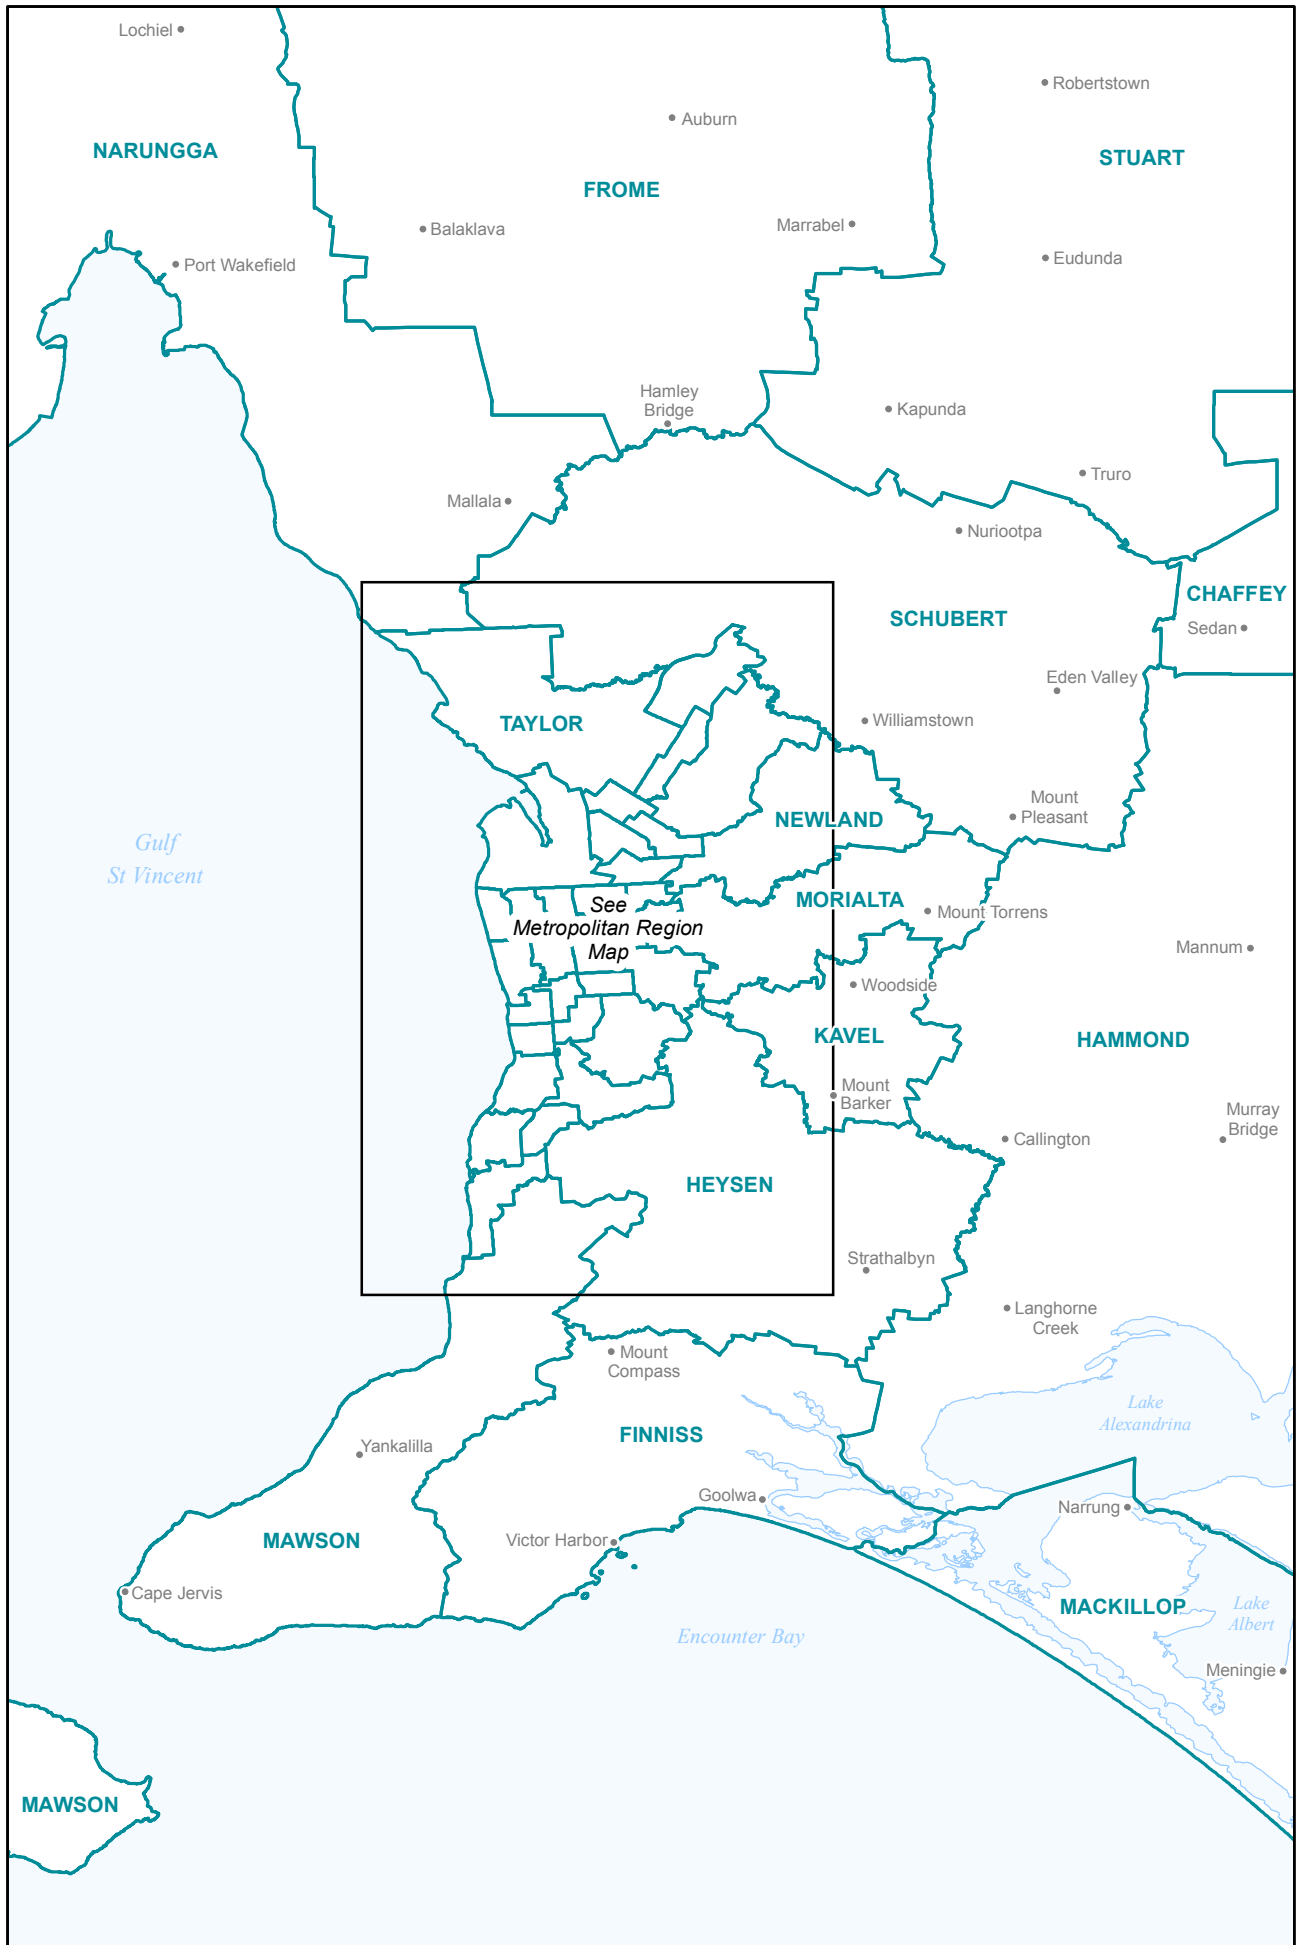 Lochiel
Robertstown
Auburn
NARUNGGA
STUART
FROME
Marrabel
Balaklava
Eudunda
Port Wakefield
Hamley
Bridge
Kapunda
Truro
Mallala
Nuriootpa
CHAFFEY
SCHUBERT
Sedan
Eden Valley
TAYLOR
Williamstown
Mount
Pleasant
NEWLAND
Gulf
St Vincent
MORIALTA
See
Metropolitan Region
Map
Mount Torrens
Mannum
Woodside
KAVEL
HAMMOND
Mount
Barker
Murray
Bridge
Callington
HEYSEN
Strathalbyn
Langhorne
Creek
Mount
Compass
Lake
Alexandrina
FINNISS
Yankalilla
Goolwa
Narrung
Victor Harbor
MAWSON
Cape Jervis
MACKILLOP
Lake
Albert
Encounter Bay
Meningie
MAWSON